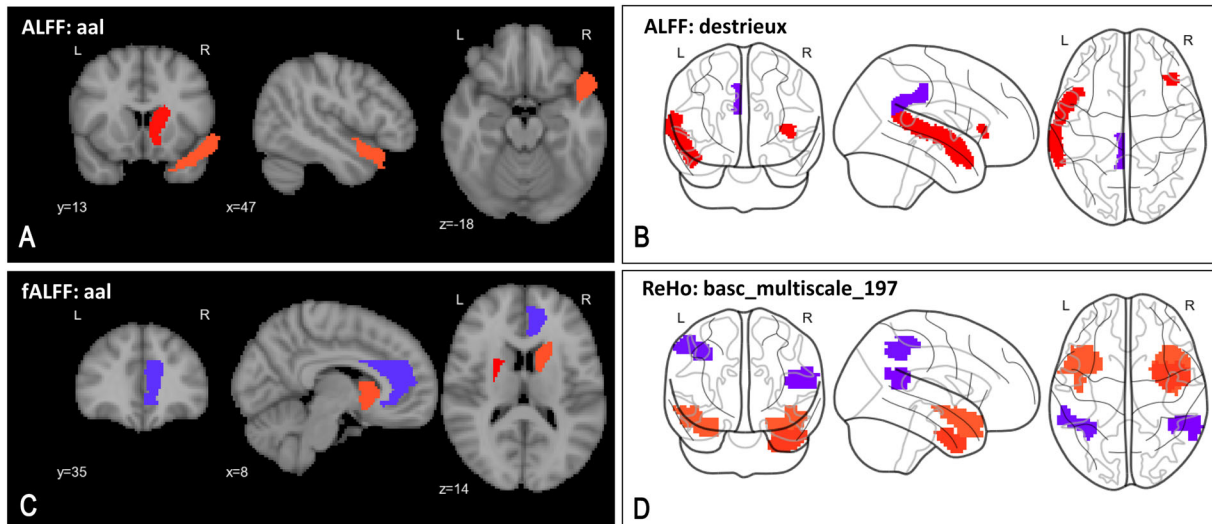 ALFF: aal
L R L R
y=13 x=47 z=-18
A
ALFF: destrieux
L R L R
B
fALFF: aal
L R L R
y=35 x=8 z=14
C
ReHo: basc_multiscale_197
L R L R
D